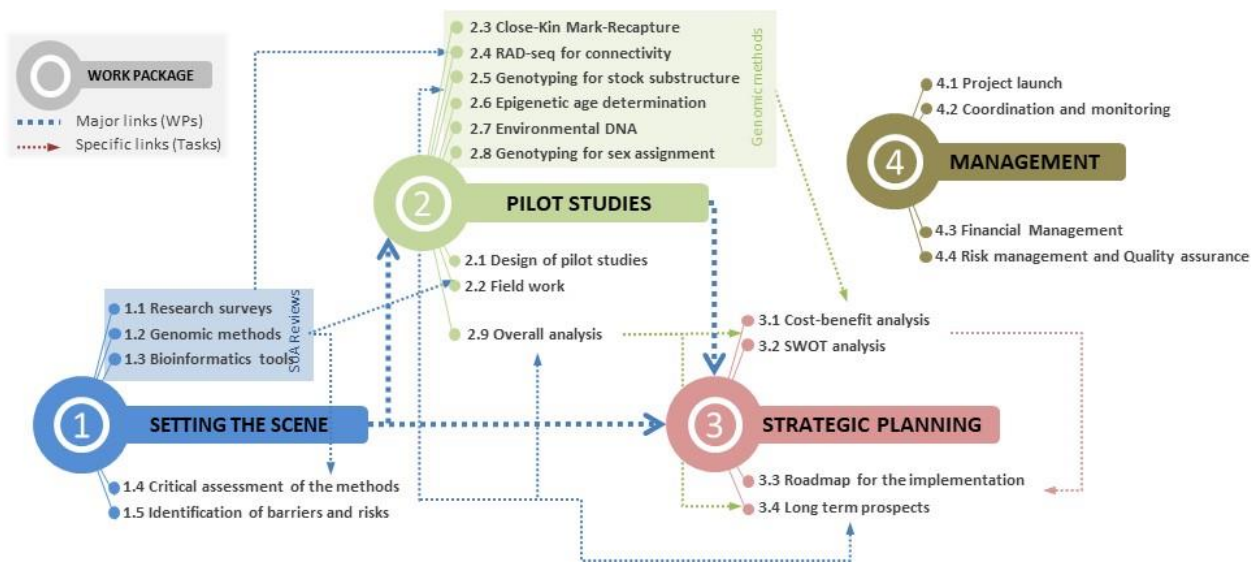 WORK PACKAGE
Major links (WPs)
Specific links (Tasks)
2.3 Close-Kin Mark-Recapture
2.4 RAD-seq for connectivity
2.5 Genotyping for stock substructure
2.6 Epigenetic age determination
2.7 Environmental DNA
2.8 Genotyping for sex assignment
Genomic methods
2
PILOT STUDIES
2.1 Design of pilot studies
2.2 Field work
2.9 Overall analysis
4.1 Project launch
4.2 Coordination and monitoring
4
MANAGEMENT
4.3 Financial Management
4.4 Risk management and Quality assurance
1.1 Research surveys
1.2 Genomic methods
1.3 Bioinformatics tools
SoA Reviews
1
SETTING THE SCENE
1.4 Critical assessment of the methods
1.5 Identification of barriers and risks
3.1 Cost-benefit analysis
3.2 SWOT analysis
3
STRATEGIC PLANNING
3.3 Roadmap for the implementation
3.4 Long term prospects